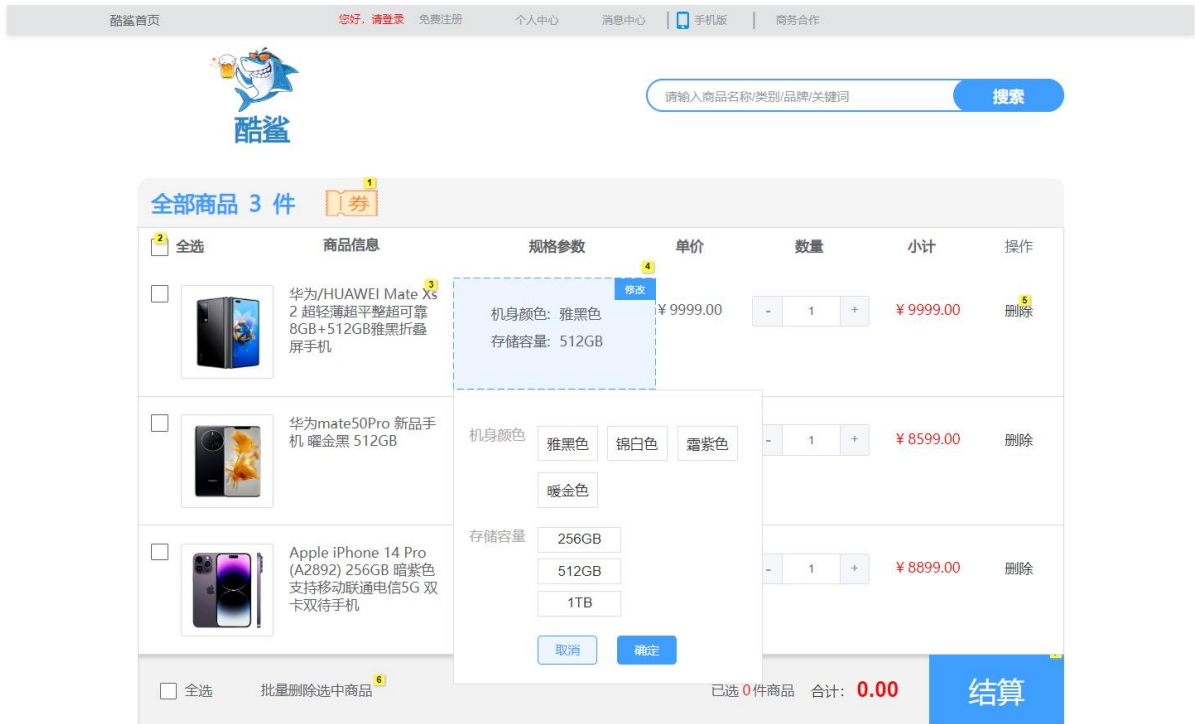 酷鲨首页 您好，请登录 免费注册 个人中心 消息中心 手机版 商务合作
酷鲨
请输入商品名称/类别/品牌/关键词 搜索
1
全部商品 3 件 券
2
全选 商品信息 规格参数 单价 数量 小计 操作
4
华为/HUAWEI Mate Xs 3
2 超轻薄超平整超可靠
8GB+512GB雅黑折叠
屏手机
修改
机身颜色: 雅黑色
存储容量: 512GB
¥ 9999.00 - 1 + ¥ 9999.00 删除 5
华为mate50Pro 新品手
机 曜金黑 512GB
- 1 + ¥ 8599.00 删除
机身颜色 雅黑色 锦白色 霜紫色
暖金色
存储容量 256GB
512GB
1TB
取消 确定
Apple iPhone 14 Pro
(A2892) 256GB 暗紫色
支持移动联通电信5G 双
卡双待手机
- 1 + ¥ 8899.00 删除
全选 批量删除选中商品 6 已选 0 件商品 合计: 0.00 结算